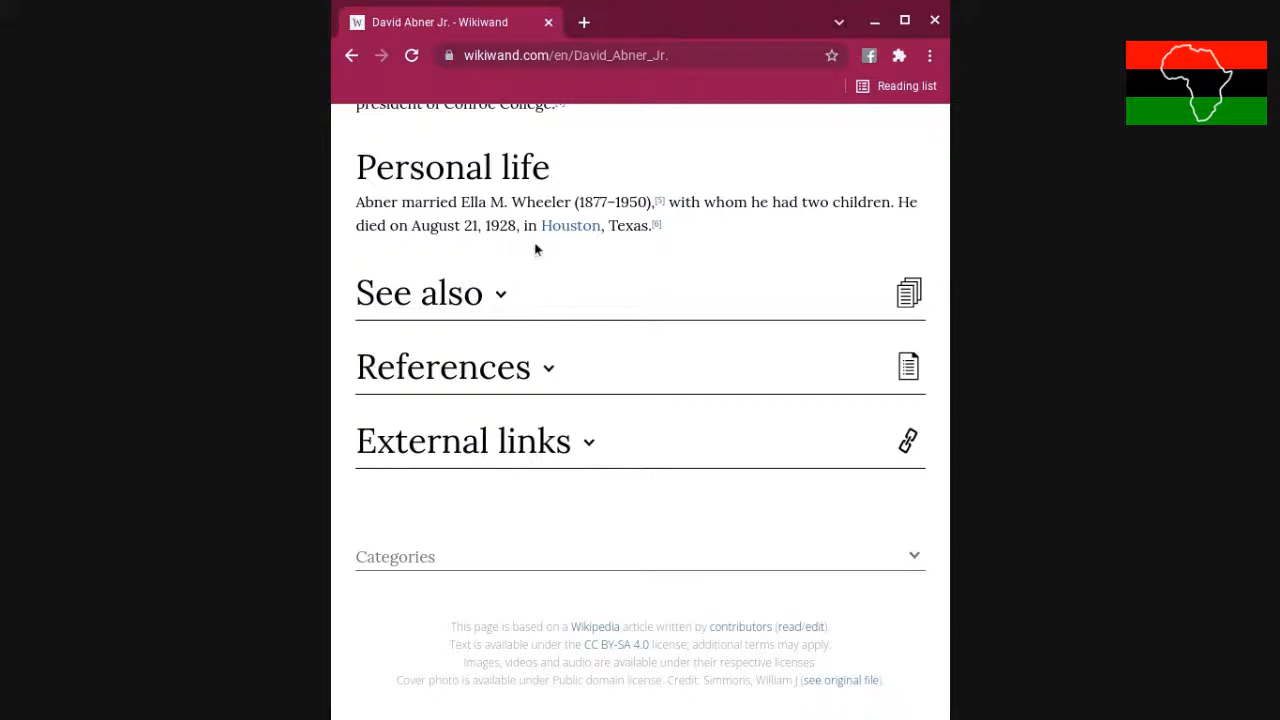 W David Abner Jr. - Wikiwand
wikiwand.com/en/David_Abner_Jr.
Reading list
president of Conroe College.
Personal life
Abner married Ella M. Wheeler (1877–1950),[5] with whom he had two children. He
died on August 21, 1928, in Houston, Texas.[6]
See also
References
External links
Categories
This page is based on a Wikipedia article written by contributors (read/edit).
Text is available under the CC BY-SA 4.0 license; additional terms may apply.
Images, videos and audio are available under their respective licenses.
Cover photo is available under Public domain license. Credit: Simmons, William J (see original file).